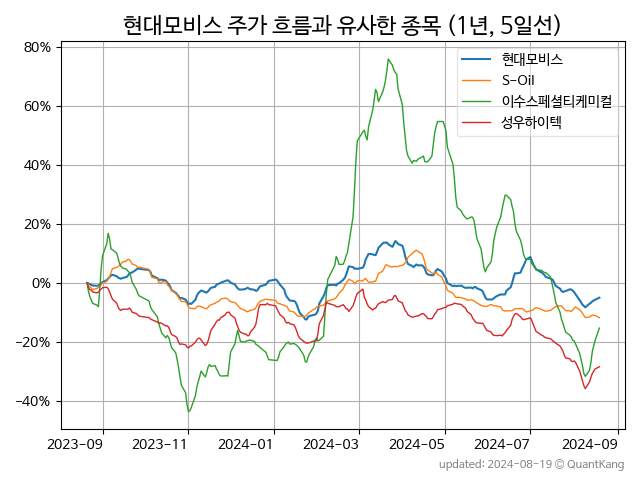 현대모비스 주가 흐름과 유사한 종목 (1년, 5일선)
80%
60%
40%
20%
0%
−20%
−40%
현대모비스
S-Oil
이수스페셜티케미컬
성우하이텍
2023-09
2023-11
2024-01
2024-03
2024-05
2024-07
2024-09
updated: 2024-08-19 © QuantKang